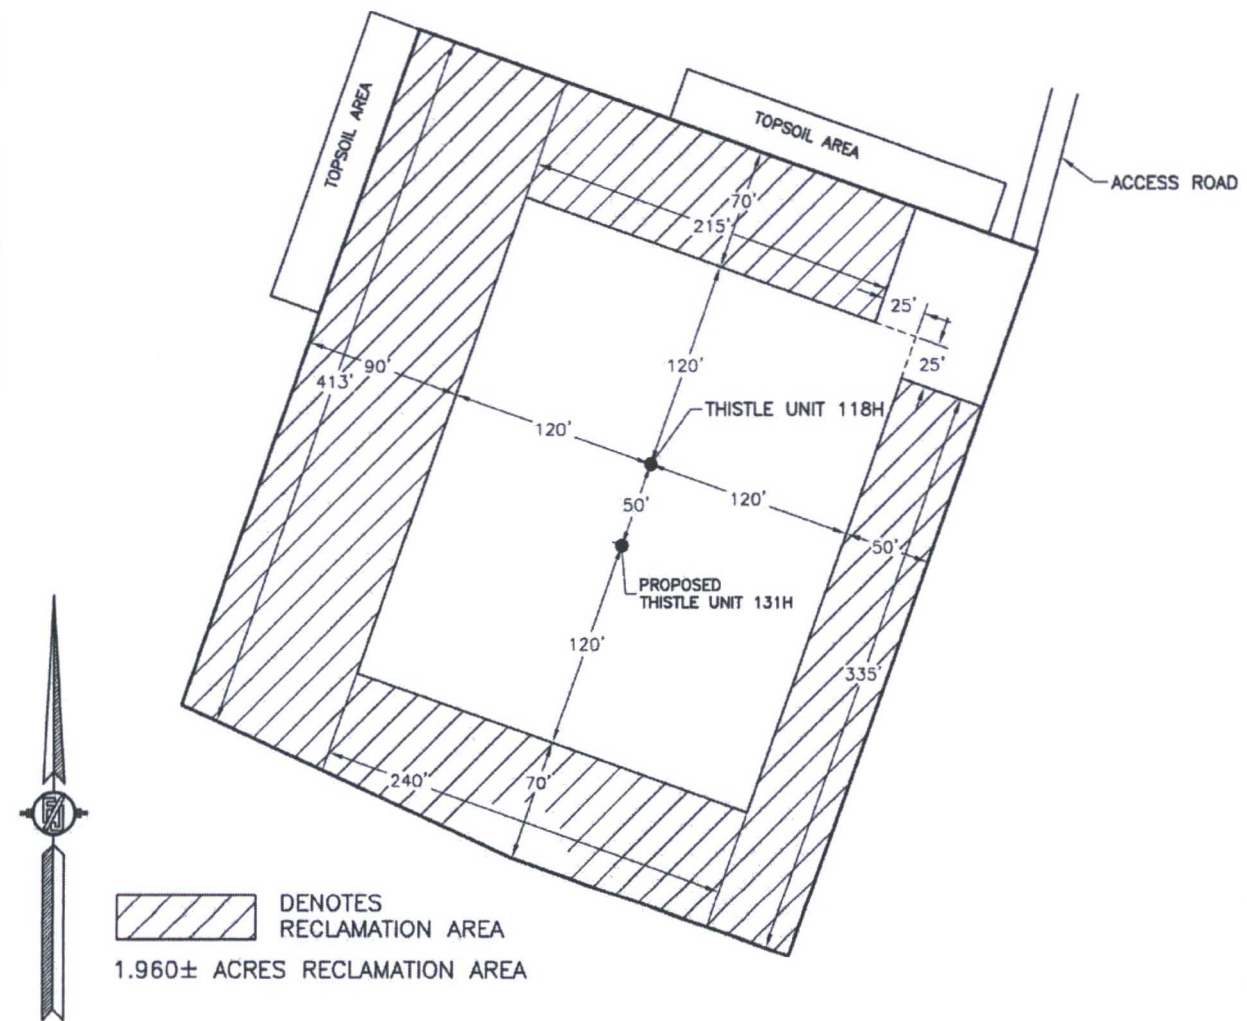 TOPSOIL AREA
TOPSOIL AREA
ACCESS ROAD
70'
215'
25'
25'
120'
90'
413'
THISTLE UNIT 118H
120'
120'
50'
50'
PROPOSED
THISTLE UNIT 131H
120'
335'
240'
70'
DENOTES
RECLAMATION AREA
1.960± ACRES RECLAMATION AREA